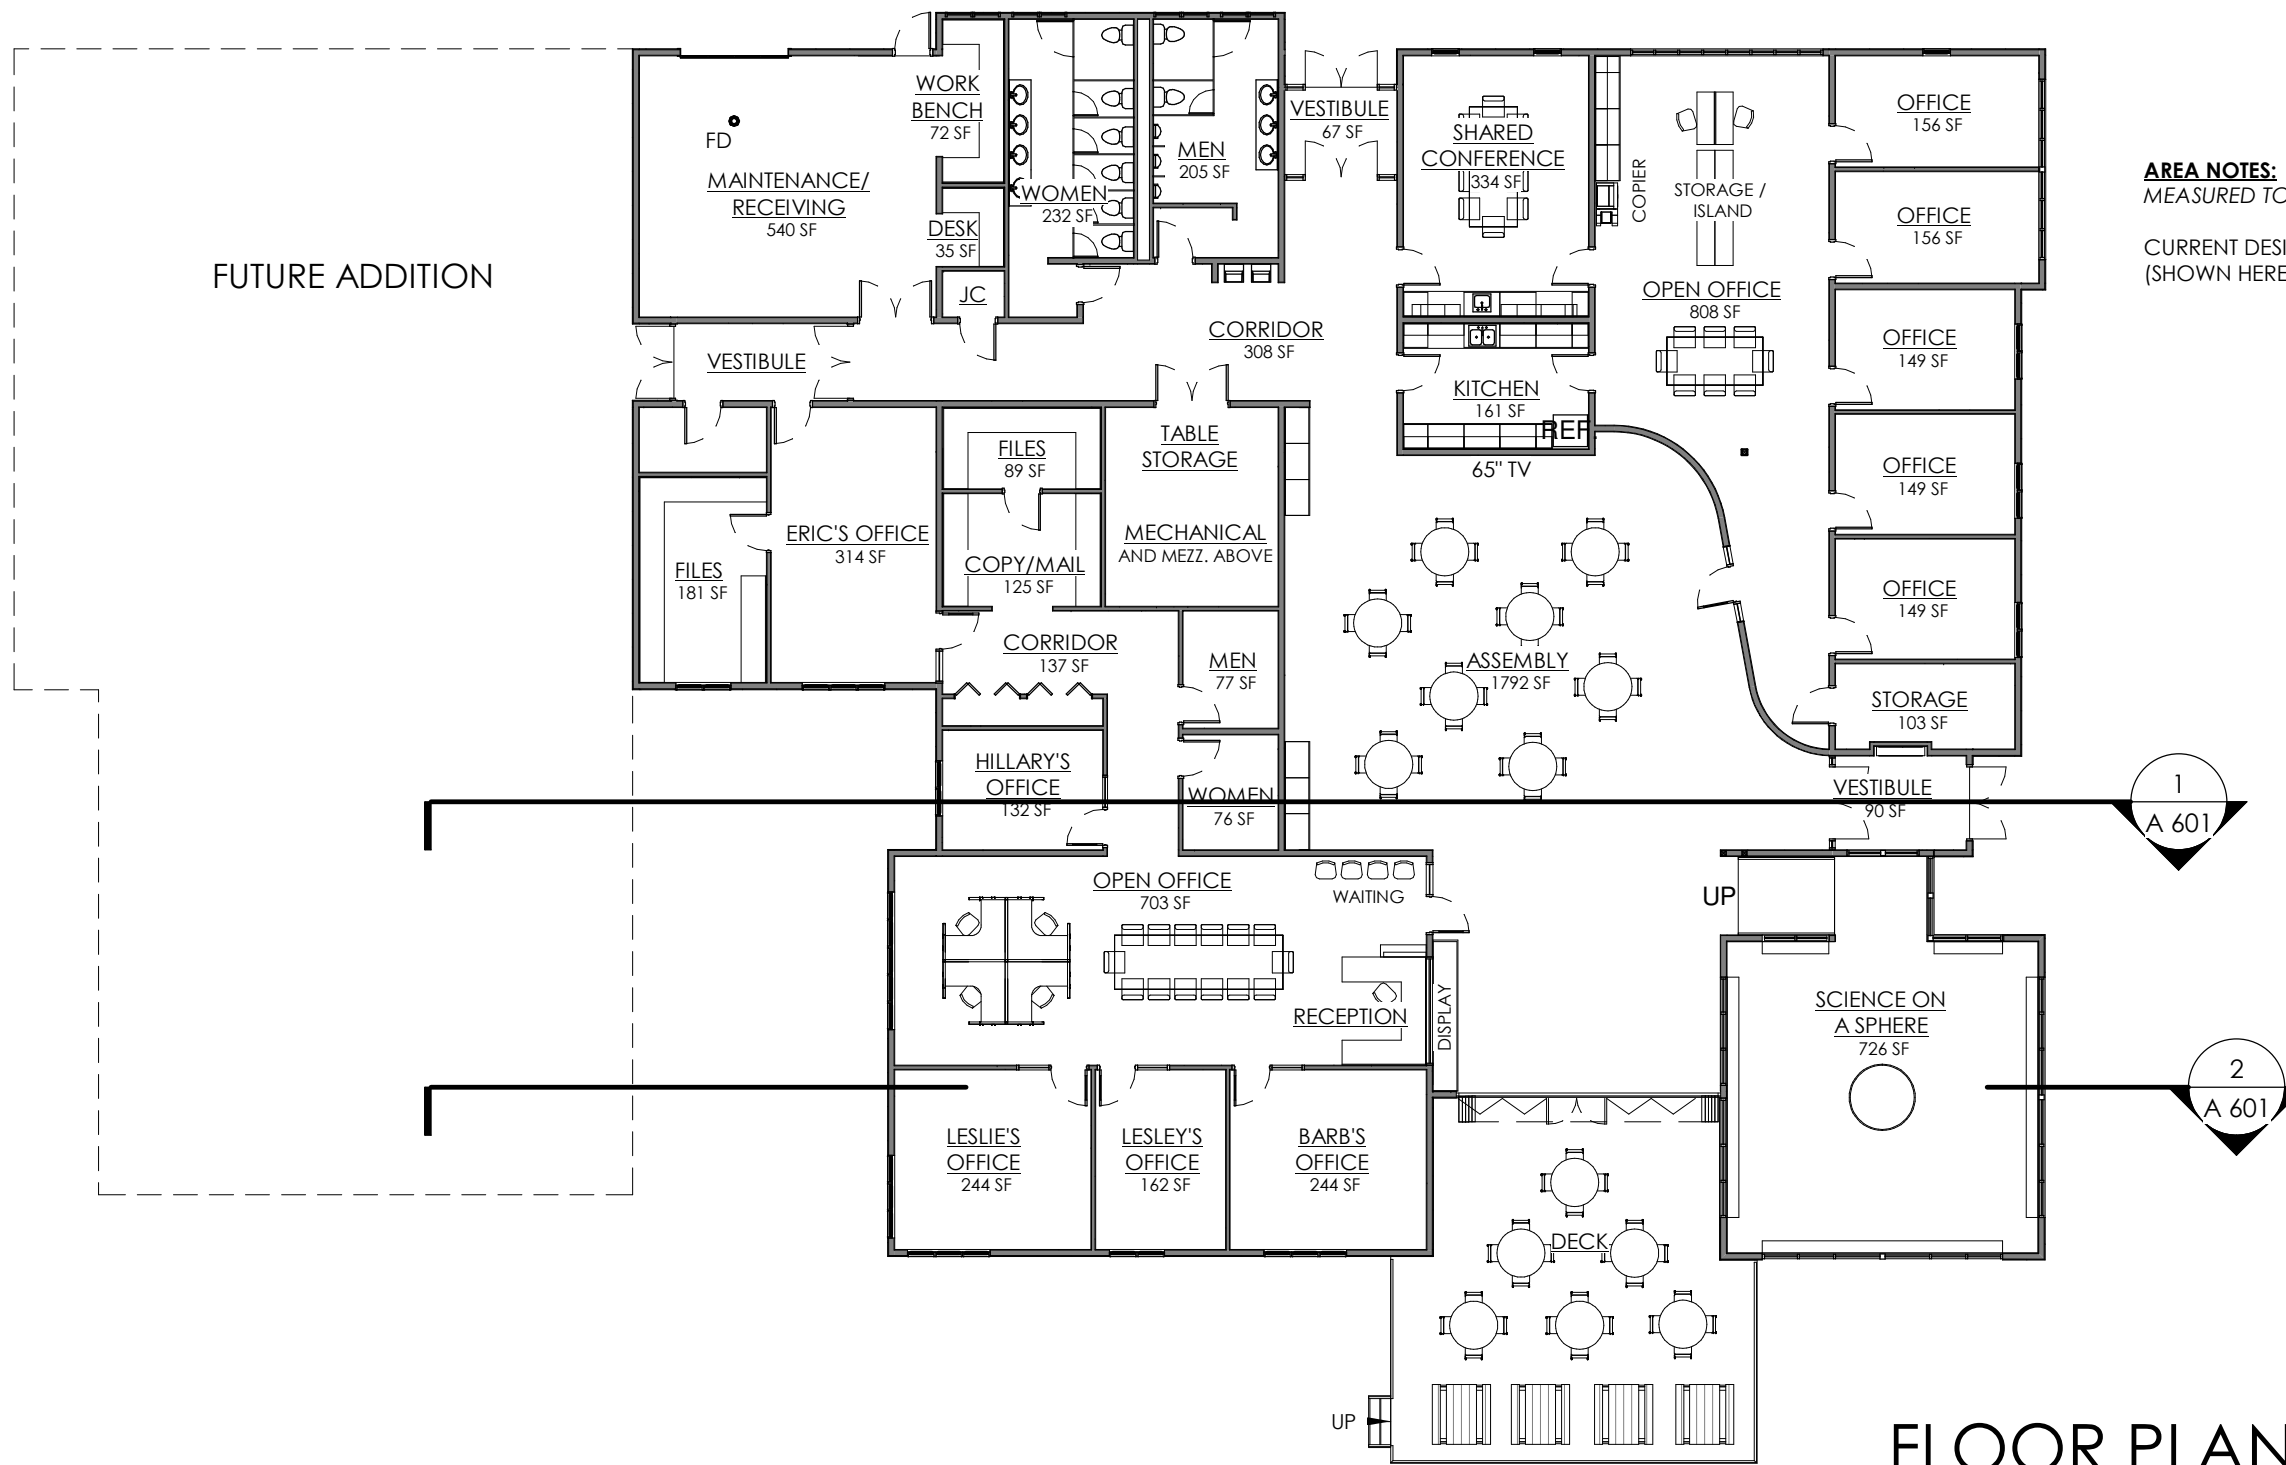 WORK
BENCH
72 SF
FD
MAINTENANCE/
RECEIVING
540 SF
DESK
35 SF
JC
WOMEN
232 SF
MEN
205 SF
VESTIBULE
67 SF
SHARED
CONFERENCE
334 SF
COPIER
STORAGE /
ISLAND
OPEN OFFICE
808 SF
OFFICE
156 SF
OFFICE
156 SF
OFFICE
149 SF
OFFICE
149 SF
OFFICE
149 SF
STORAGE
103 SF
AREA NOTES:
MEASURED TO
CURRENT DESI
(SHOWN HERE
FUTURE ADDITION
VESTIBULE
CORRIDOR
308 SF
KITCHEN
161 SF
REF
65" TV
FILES
89 SF
TABLE
STORAGE
MECHANICAL
AND MEZZ. ABOVE
ERIC'S OFFICE
314 SF
FILES
181 SF
COPY/MAIL
125 SF
CORRIDOR
137 SF
MEN
77 SF
ASSEMBLY
1792 SF
HILLARY'S
OFFICE
132 SF
WOMEN
76 SF
VESTIBULE
90 SF
1
A 601
OPEN OFFICE
703 SF
WAITING
UP
RECEPTION
DISPLAY
SCIENCE ON
A SPHERE
726 SF
2
A 601
LESLIE'S
OFFICE
244 SF
LESLEY'S
OFFICE
162 SF
BARB'S
OFFICE
244 SF
DECK
UP
FLOOR PLAN